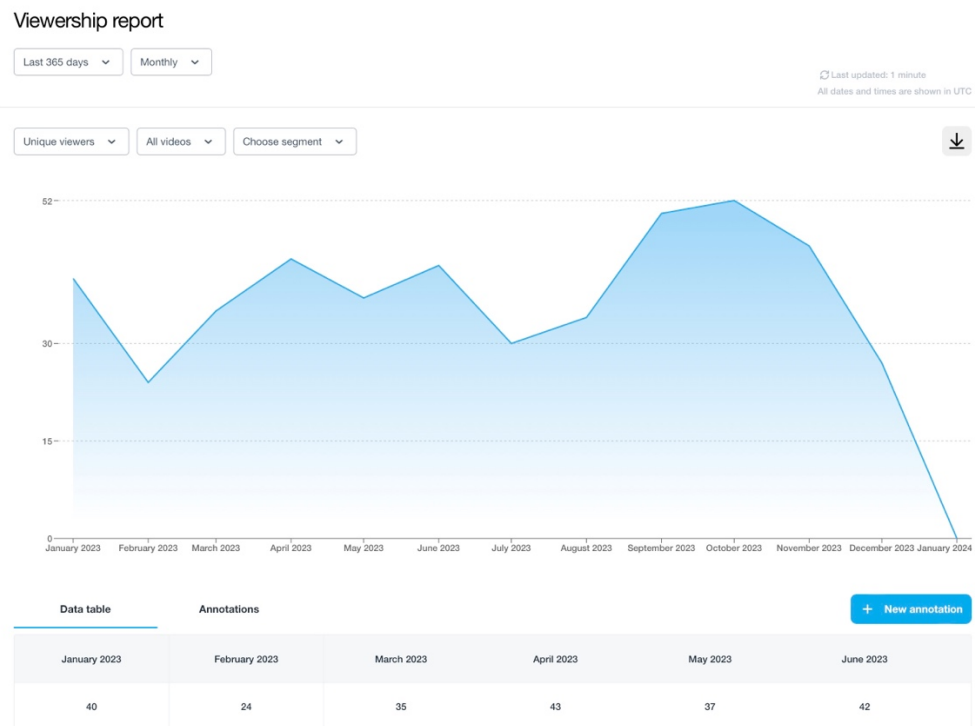 Viewership report
Last 365 days
Monthly
Last updated: 1 minute
All dates and times are shown in UTC
Unique viewers
All videos
Choose segment
52
30
15
0
January 2023
February 2023
March 2023
April 2023
May 2023
June 2023
July 2023
August 2023
September 2023
October 2023
November 2023
December 2023
January 2024
Data table
Annotations
+ New annotation
January 2023
February 2023
March 2023
April 2023
May 2023
June 2023
40
24
35
43
37
42